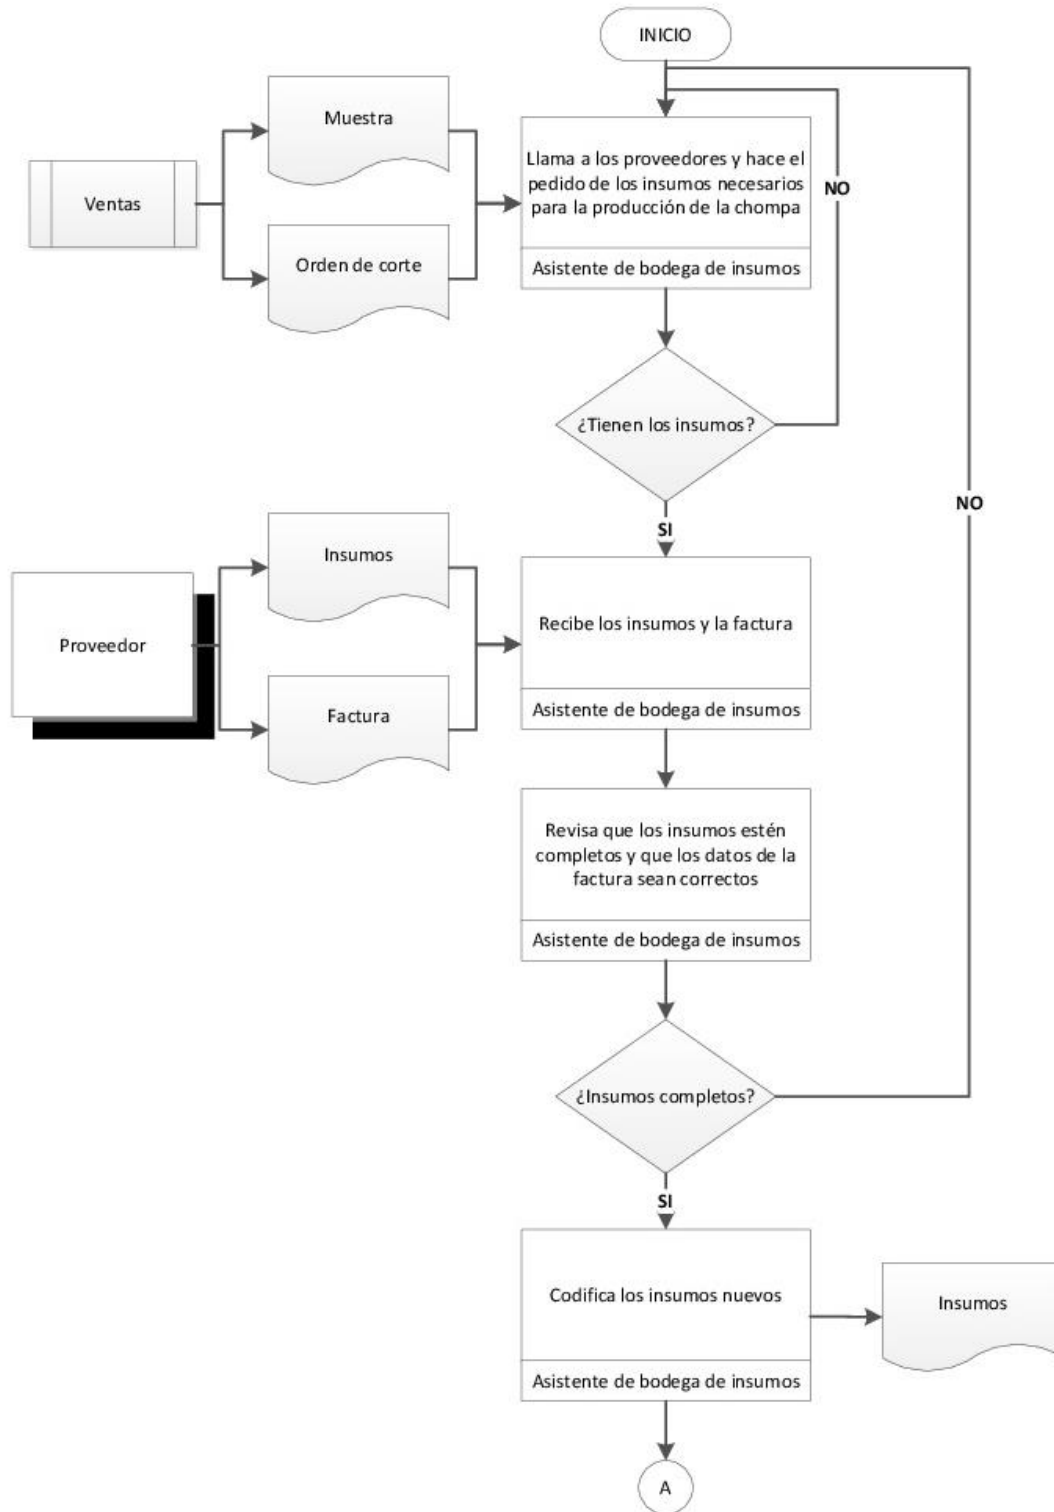 INICIO
Muestra
Ventas
Orden de corte
Llama a los proveedores y hace el
pedido de los insumos necesarios
para la producción de la chompa
Asistente de bodega de insumos
NO
¿Tienen los insumos?
NO
SI
Insumos
Proveedor
Factura
Recibe los insumos y la factura
Asistente de bodega de insumos
Revisa que los insumos estén
completos y que los datos de la
factura sean correctos
Asistente de bodega de insumos
¿Insumos completos?
SI
Codifica los insumos nuevos
Asistente de bodega de insumos
Insumos
A